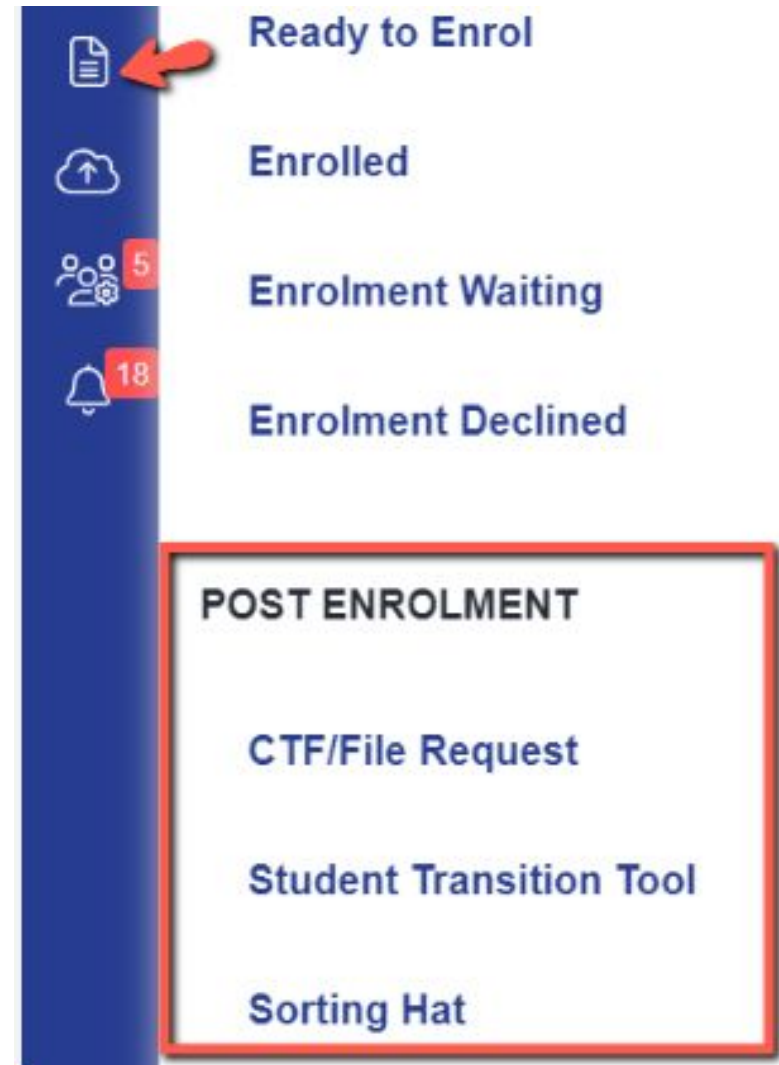 Ready to Enrol
Enrolled
5
Enrolment Waiting
18
Enrolment Declined
POST ENROLMENT
CTF/File Request
Student Transition Tool
Sorting Hat